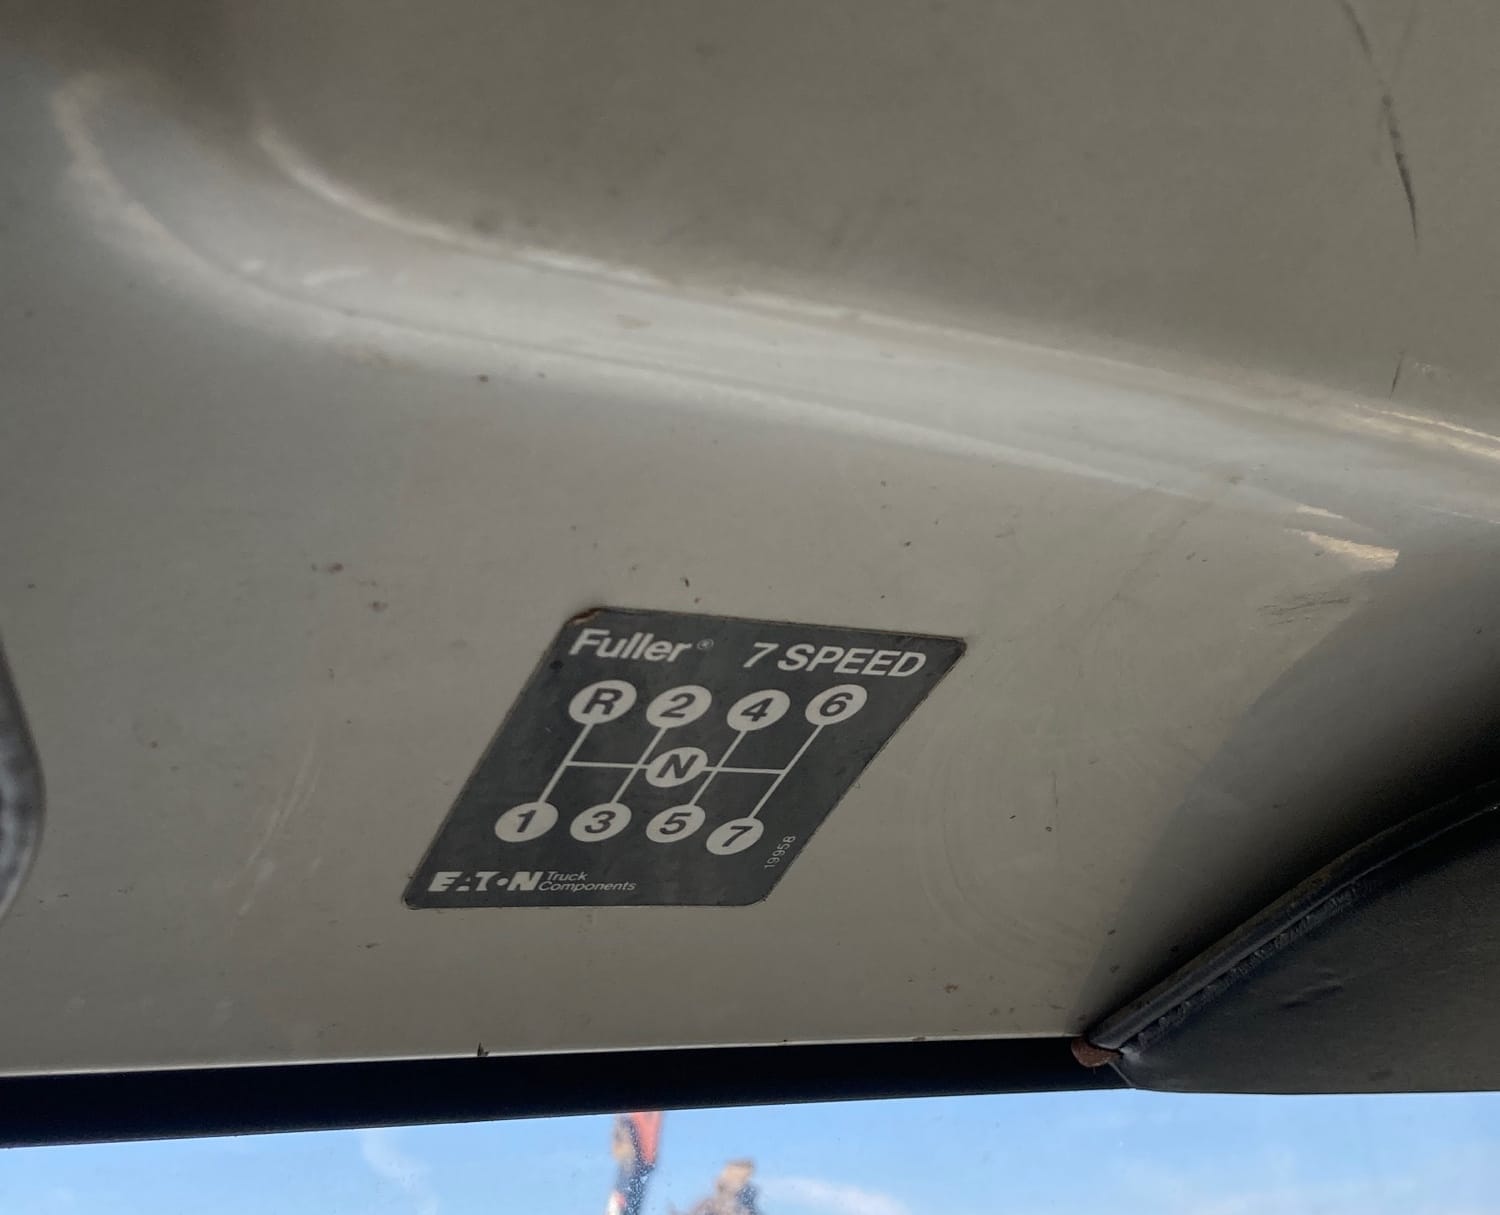 Fuller® 7 SPEED
R 2 4 6
N
1 3 5 7
19958
EATON Truck
Components